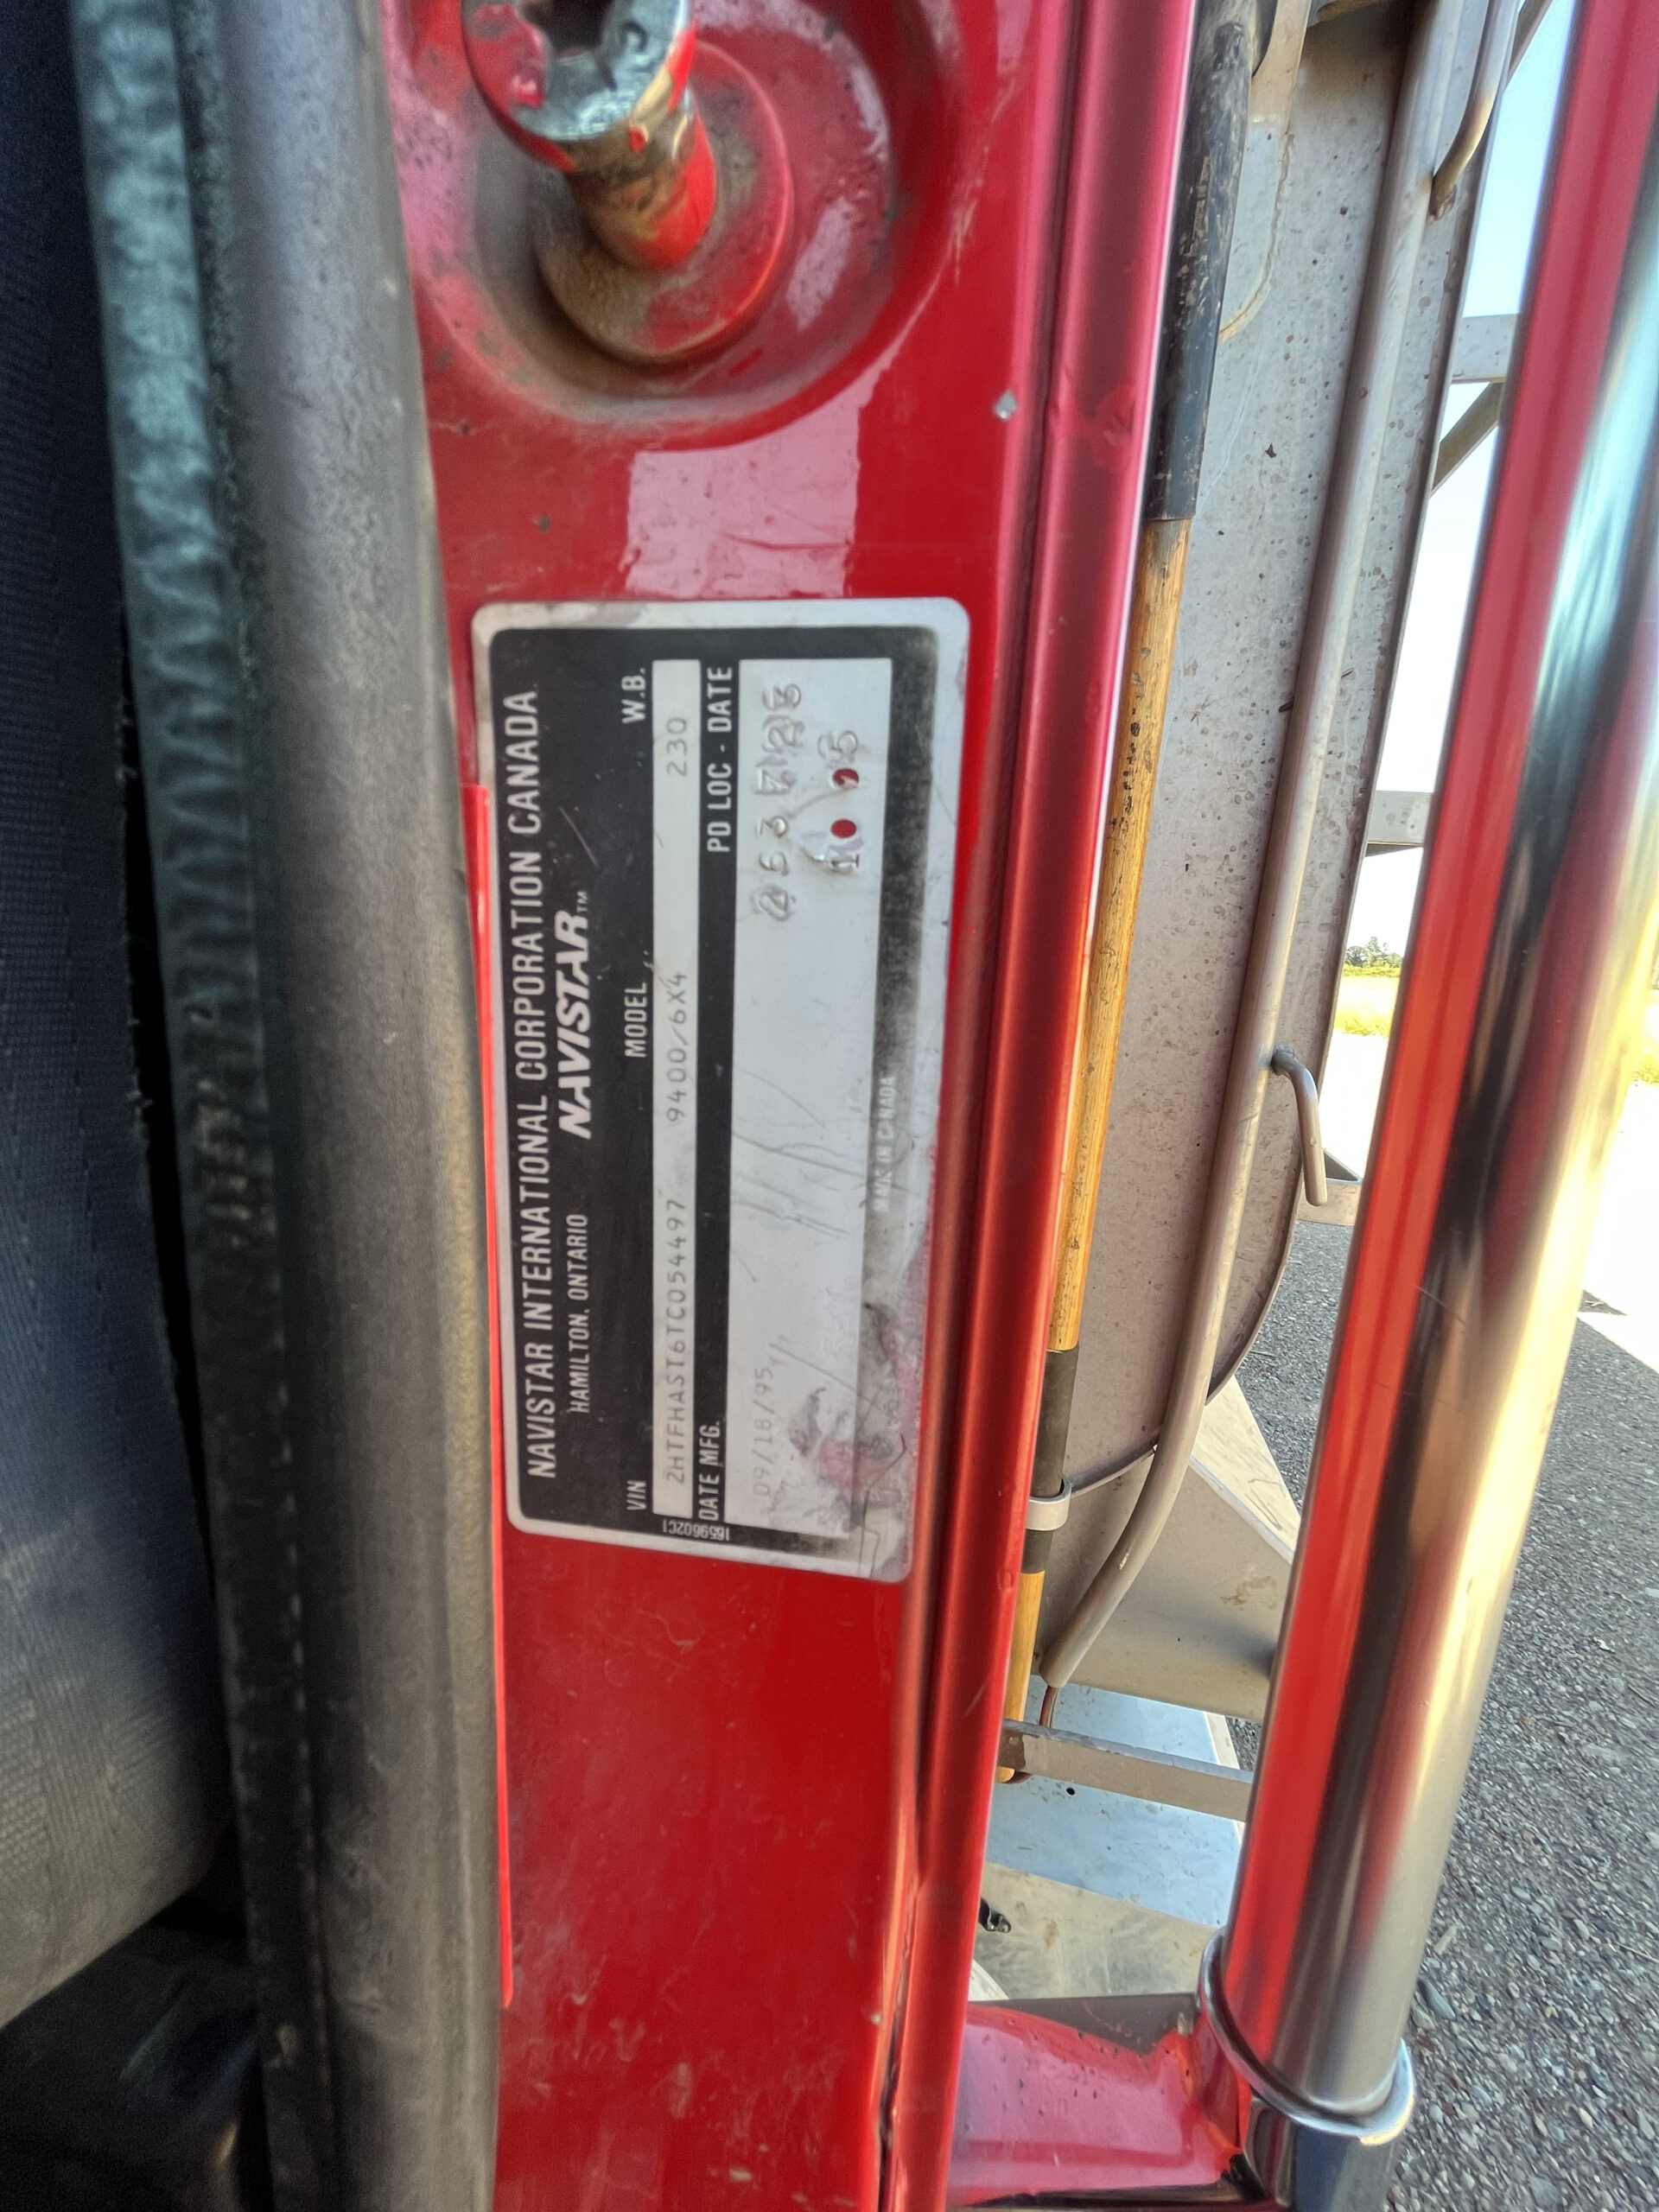 NAVISTAR INTERNATIONAL CORPORATION CANADA
HAMILTON, ONTARIO NAVISTAR™
VIN MODEL W.B.
2HTFHAST6TC054497 9400/6X4 230
DATE MFG. PD LOC - DATE
09/18/95
MADE IN CANADA
1659602C1